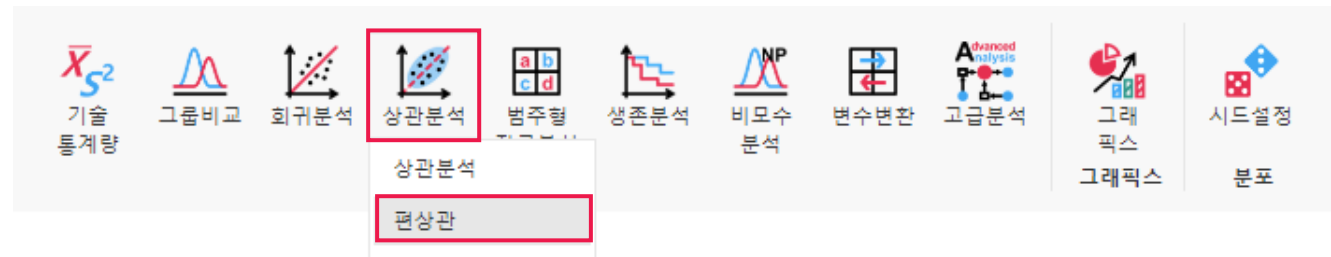 X S2
기술
통계량
그룹비교
회귀분석
상관분석
a b
c d
범주형
생존분석
NP
비모수
분석
변수변환
Advanced
Analysis
고급분석
그래
픽스
그래픽스
시드설정
분포
상관분석
편상관